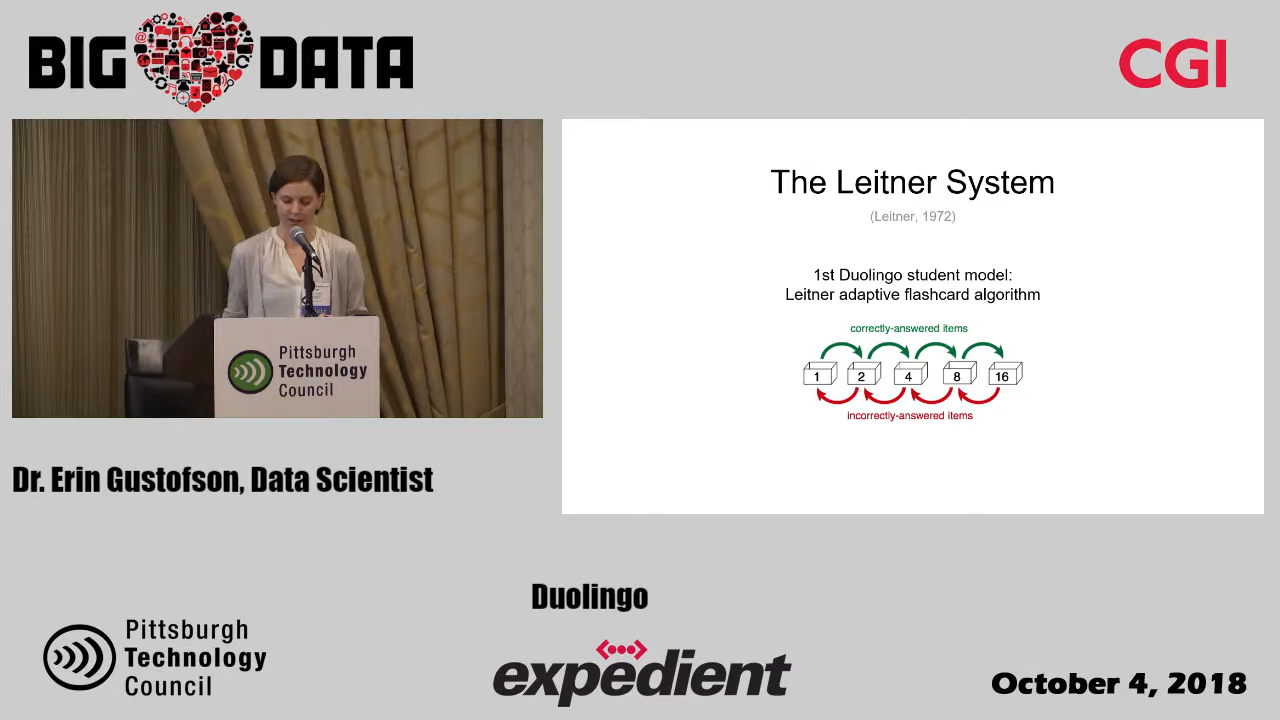 BIG DATA
CGI
Pittsburgh
Technology
Council
The Leitner System
(Leitner, 1972)
1st Duolingo student model:
Leitner adaptive flashcard algorithm
correctly-answered items
1 2 4 8 16
incorrectly-answered items
Dr. Erin Gustofson, Data Scientist
Duolingo
Pittsburgh
Technology
Council
expedient
October 4, 2018